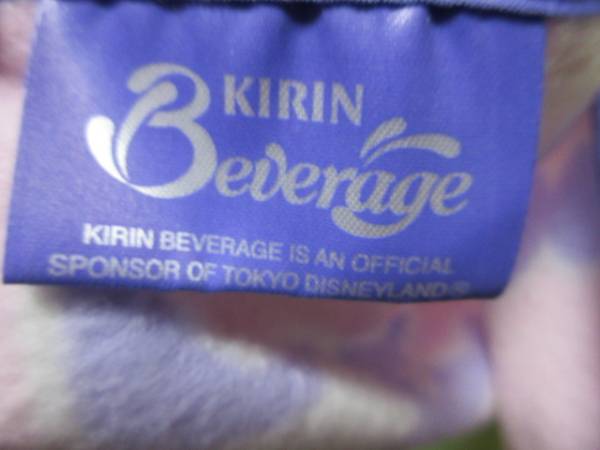 KIRIN
Beverage
KIRIN BEVERAGE IS AN OFFICIAL
SPONSOR OF TOKYO DISNEYLAND®